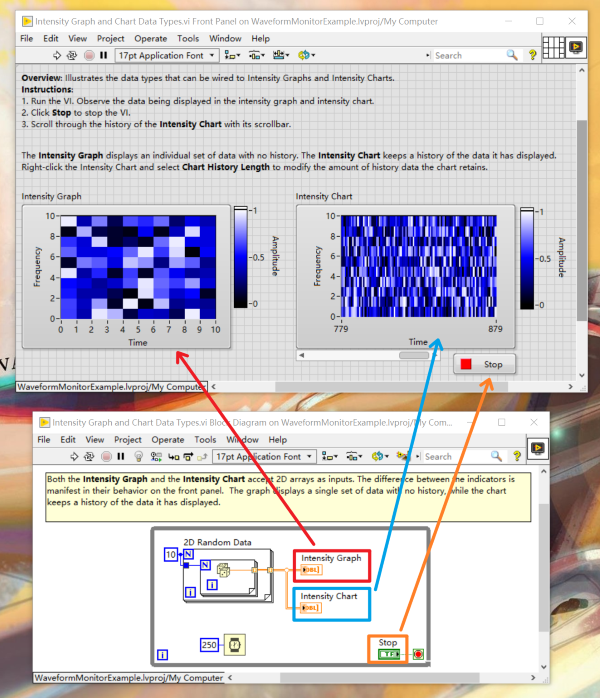 Intensity Graph and Chart Data Types.vi Front Panel on WaveformMonitorExample.lvproj/My Computer
File Edit View Project Operate Tools Window Help
17pt Application Font
Search
Overview: Illustrates the data types that can be wired to Intensity Graphs and Intensity Charts.
Instructions:
1. Run the VI. Observe the data being displayed in the intensity graph and intensity chart.
2. Click Stop to stop the VI.
3. Scroll through the history of the Intensity Chart with its scrollbar.
The Intensity Graph displays an individual set of data with no history. The Intensity Chart keeps a history of the data it has displayed.
Right-click the Intensity Chart and select Chart History Length to modify the amount of history data the chart retains.
Intensity Graph
10
8
6
4
2
0
Frequency
0 1 2 3 4 5 6 7 8 9 10
Time
1
0.5
0
Amplitude
Intensity Chart
10
8
6
4
2
0
Frequency
779 879
Time
1
0.5
0
Amplitude
Stop
WaveformMonitorExample.lvproj/My Computer
Intensity Graph and Chart Data Types.vi Block Diagram on WaveformMonitorExample.lvproj/My Com...
File Edit View Project Operate Tools Window Help
17pt Application Font
Search
Both the Intensity Graph and the Intensity Chart accept 2D arrays as inputs. The difference between the indicators is
manifest in their behavior on the front panel. The graph displays a single set of data with no history, while the chart
keeps a history of the data it has displayed.
2D Random Data
10
N
N
i
i
Intensity Graph
DBL
Intensity Chart
DBL
250
i
Stop
TF
WaveformMonitorExample.lvproj/My Computer